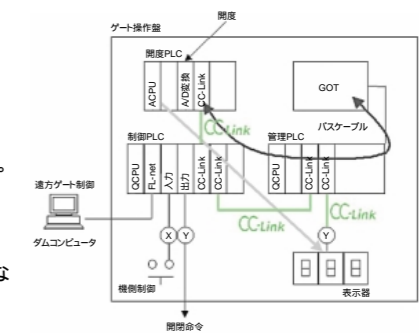 開度
ゲート操作盤
開度PLC
ACPU
A/D変換
CC-Link
GOT
CC-Link
バスケーブル
制御PLC
管理PLC
QCPU
FL-net
入力
出力
CC-Link
CC-Link
QCPU
CC-Link
CC-Link
。
遠方ゲート制御
CC-Link
CC-Link
X
Y
Y
ダムコンピュータ
な
機側制御
表示器
開閉命令